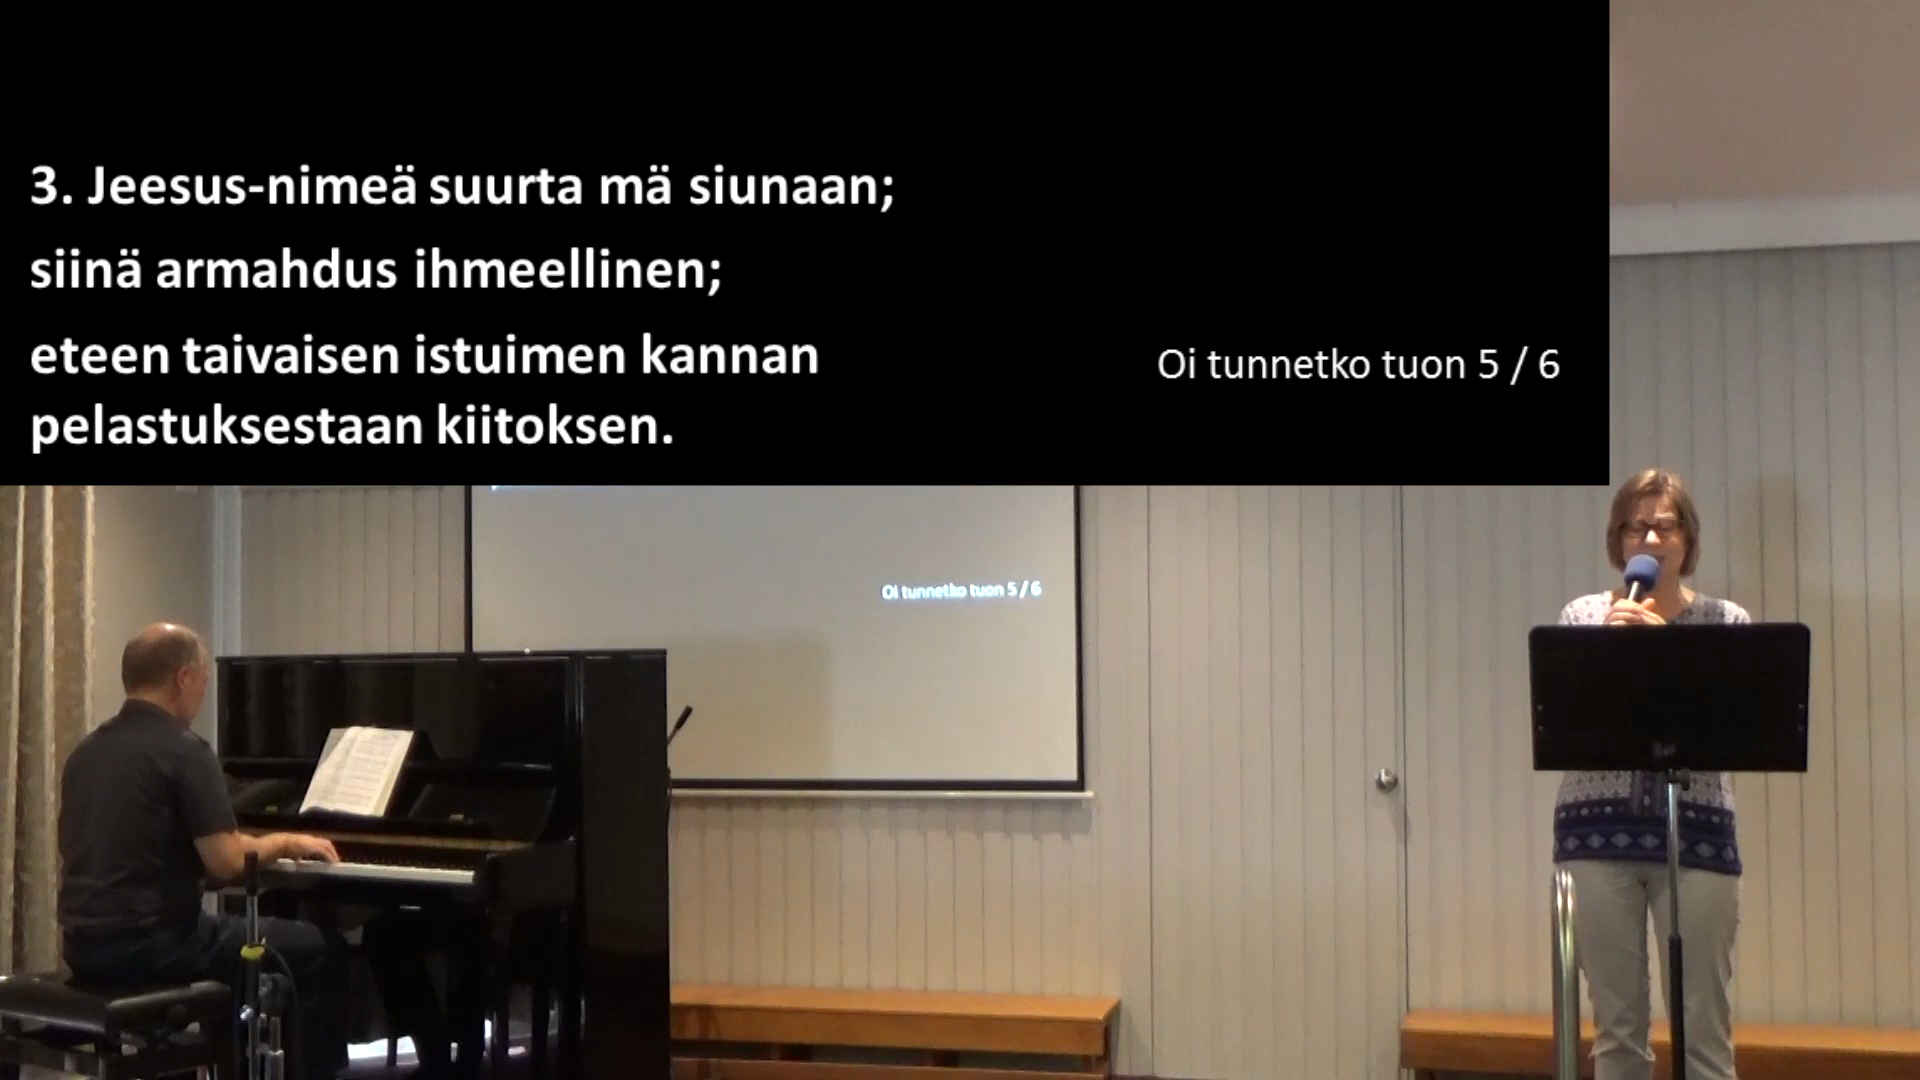 3. Jeesus-nimeä suurta mä siunaan;
siinä armahdus ihmeellinen;
eteen taivaisen istuimen kannan
pelastuksestaan kiitoksen.
Oi tunnetko tuon 5 / 6
Oi tunnetko tuon 5 / 6